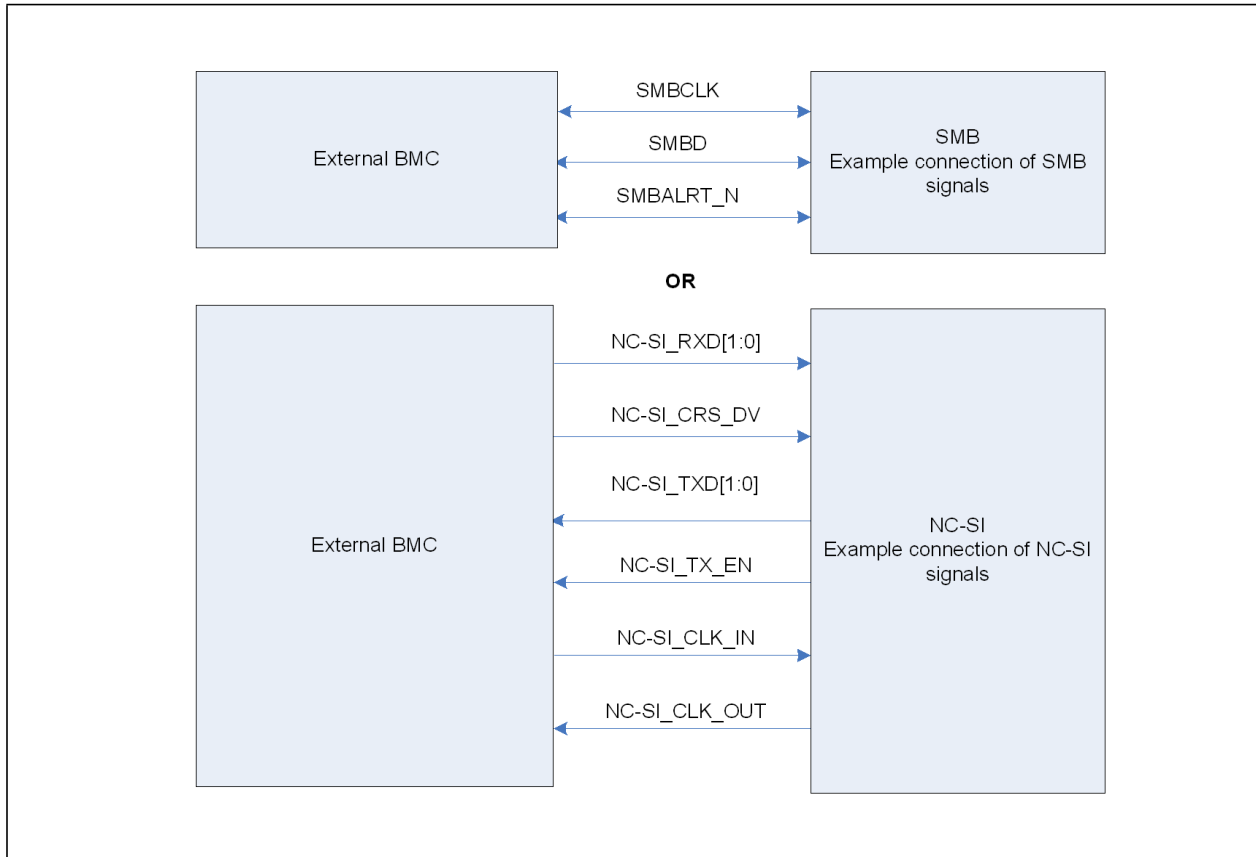 SMBCLK
External BMC
SMBD
SMB
Example connection of SMB
signals
SMBALRT_N
OR
NC-SI_RXD[1:0]
NC-SI_CRS_DV
NC-SI_TXD[1:0]
External BMC
NC-SI
Example connection of NC-SI
signals
NC-SI_TX_EN
NC-SI_CLK_IN
NC-SI_CLK_OUT